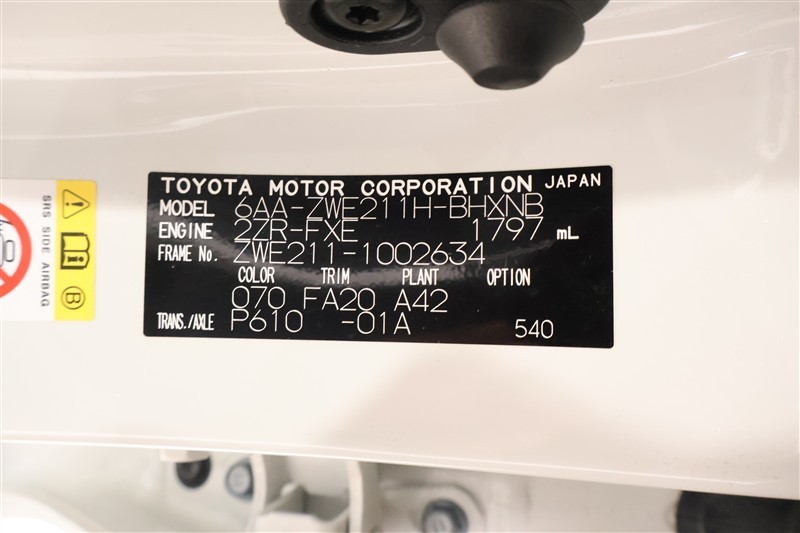 TOYOTA MOTOR CORPORATION JAPAN
MODEL 6AA-ZWE211H-BHXNB
ENGINE 2ZR-FXE 1797 mL
FRAME No. ZWE211-1002634
COLOR TRIM PLANT OPTION
070 FA20 A42
TRANS./AXLE P610 -01A 540
SRS SIDE AIRBAG
B